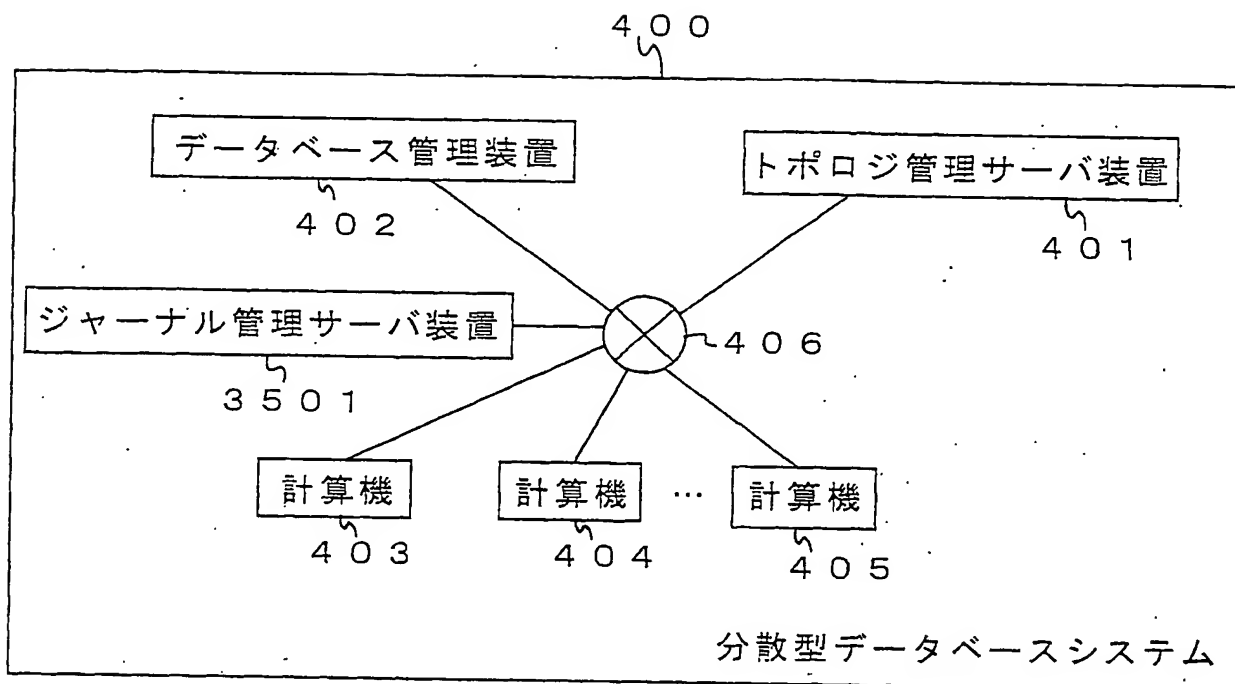 ４００
データベース管理装置
４０２
トポロジ管理サーバ装置
４０１
ジャーナル管理サーバ装置
３５０１
４０６
計算機
４０３
計算機
４０４
…
計算機
４０５
分散型データベースシステム